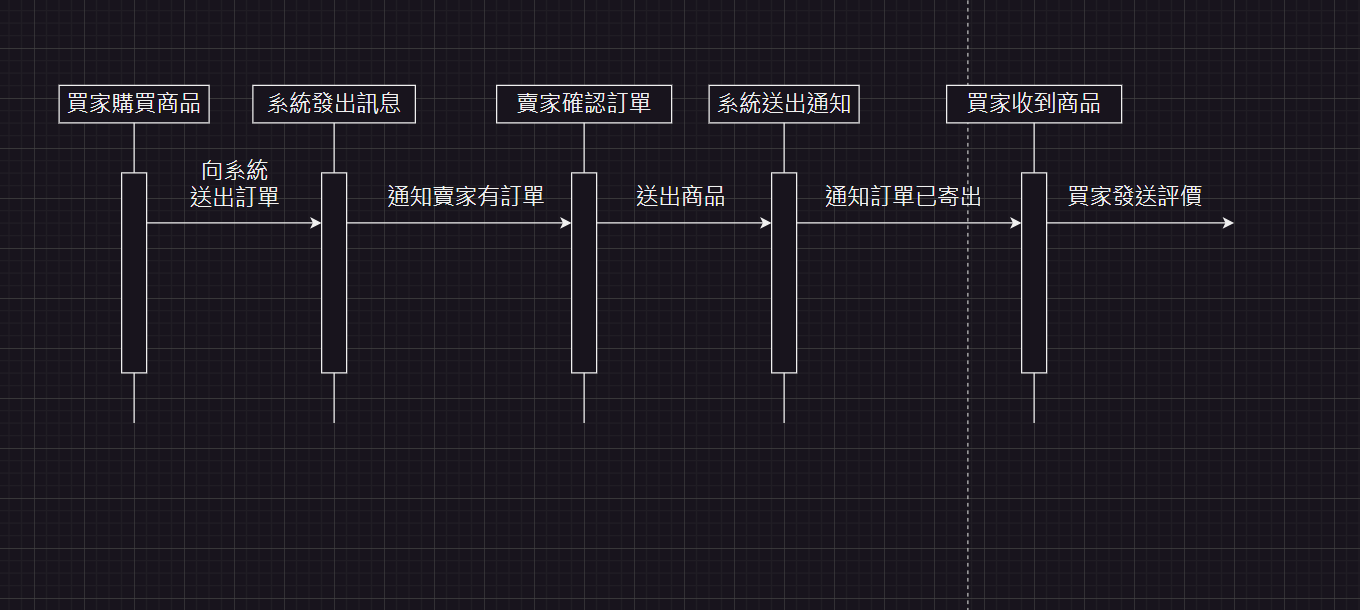 買家購買商品
系統發出訊息
賣家確認訂單
系統送出通知
買家收到商品
向系統
送出訂單
通知賣家有訂單
送出商品
通知訂單已寄出
買家發送評價